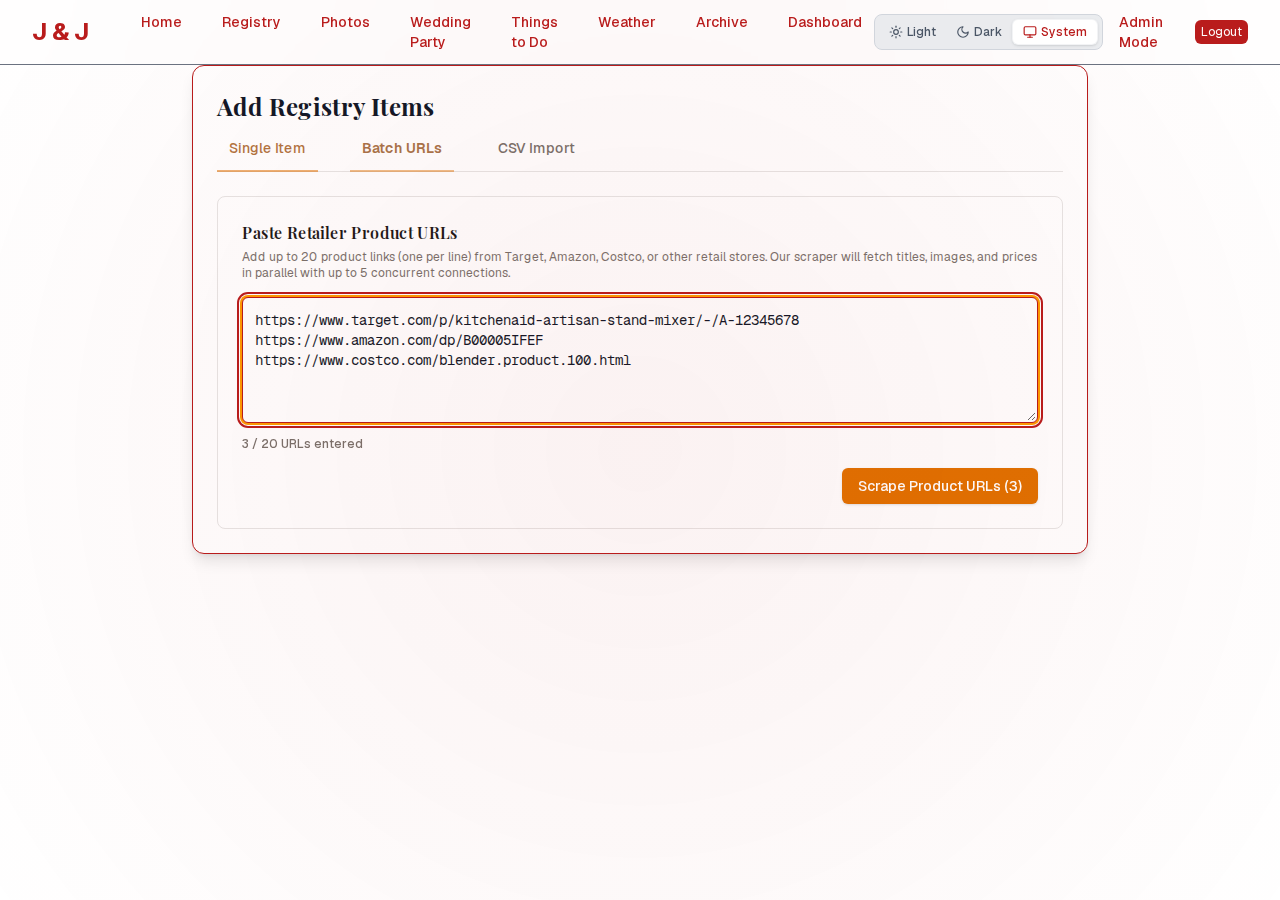 J & J
Home
Registry
Photos
Wedding
Party
Things
to Do
Weather
Archive
Dashboard
Light
Dark
System
Admin
Mode
Logout
Add Registry Items
Single Item
Batch URLs
CSV Import
Paste Retailer Product URLs
Add up to 20 product links (one per line) from Target, Amazon, Costco, or other retail stores. Our scraper will fetch titles, images, and prices
in parallel with up to 5 concurrent connections.
https://www.target.com/p/kitchenaid-artisan-stand-mixer/-/A-12345678
https://www.amazon.com/dp/B00005IFEF
https://www.costco.com/blender.product.100.html
3 / 20 URLs entered
Scrape Product URLs (3)